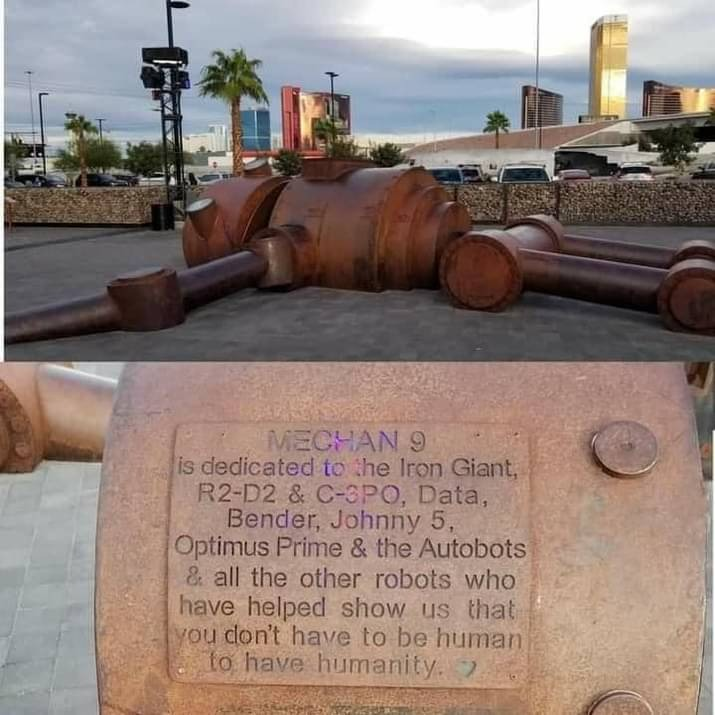 MECHAN 9
is dedicated to the Iron Giant,
R2-D2 & C-3PO, Data,
Bender, Johnny 5,
Optimus Prime & the Autobots
& all the other robots who
have helped show us that
you don't have to be human
to have humanity.